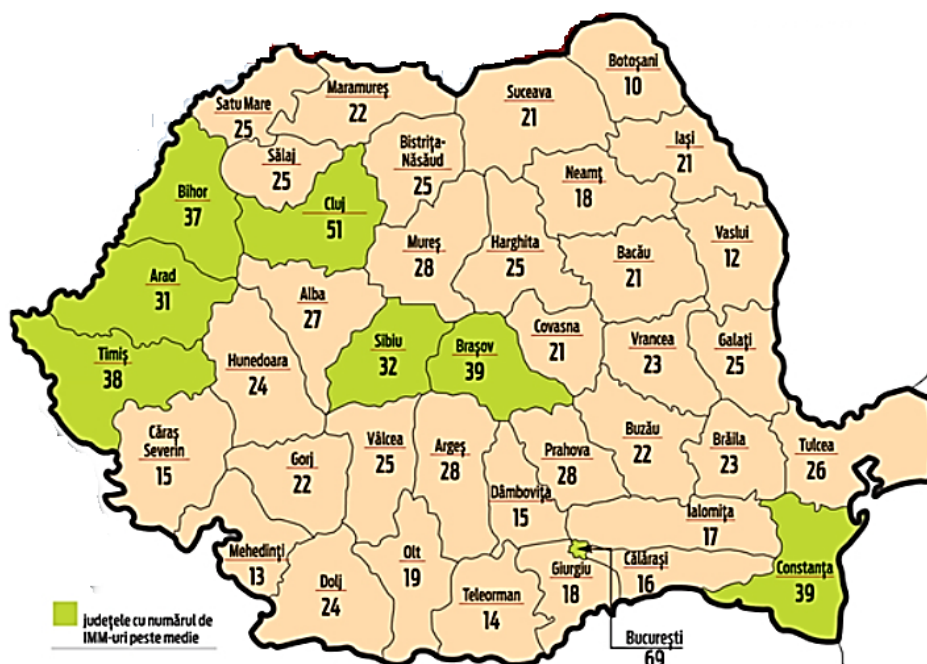 Botoșani
10
Maramureș
22
Suceava
21
Satu Mare
25
Iași
21
Bistrița-
Năsăud
25
Sălaj
25
Neamț
18
Bihor
37
Cluj
51
Vaslui
12
Mureș
28
Harghita
25
Bacău
21
Arad
31
Alba
27
Covasna
21
Vrancea
23
Galați
25
Sibiu
32
Brașov
39
Timiș
38
Hunedoara
24
Căraș
Severin
15
Gorj
22
Vâlcea
25
Argeș
28
Prahova
28
Buzău
22
Brăila
23
Tulcea
26
Dâmbovița
15
Ialomița
17
Mehedinți
13
Dolj
24
Olt
19
Teleorman
14
Giurgiu
18
Călărași
16
Constanța
39
București
69
județele cu numărul de
IMM-uri peste medie